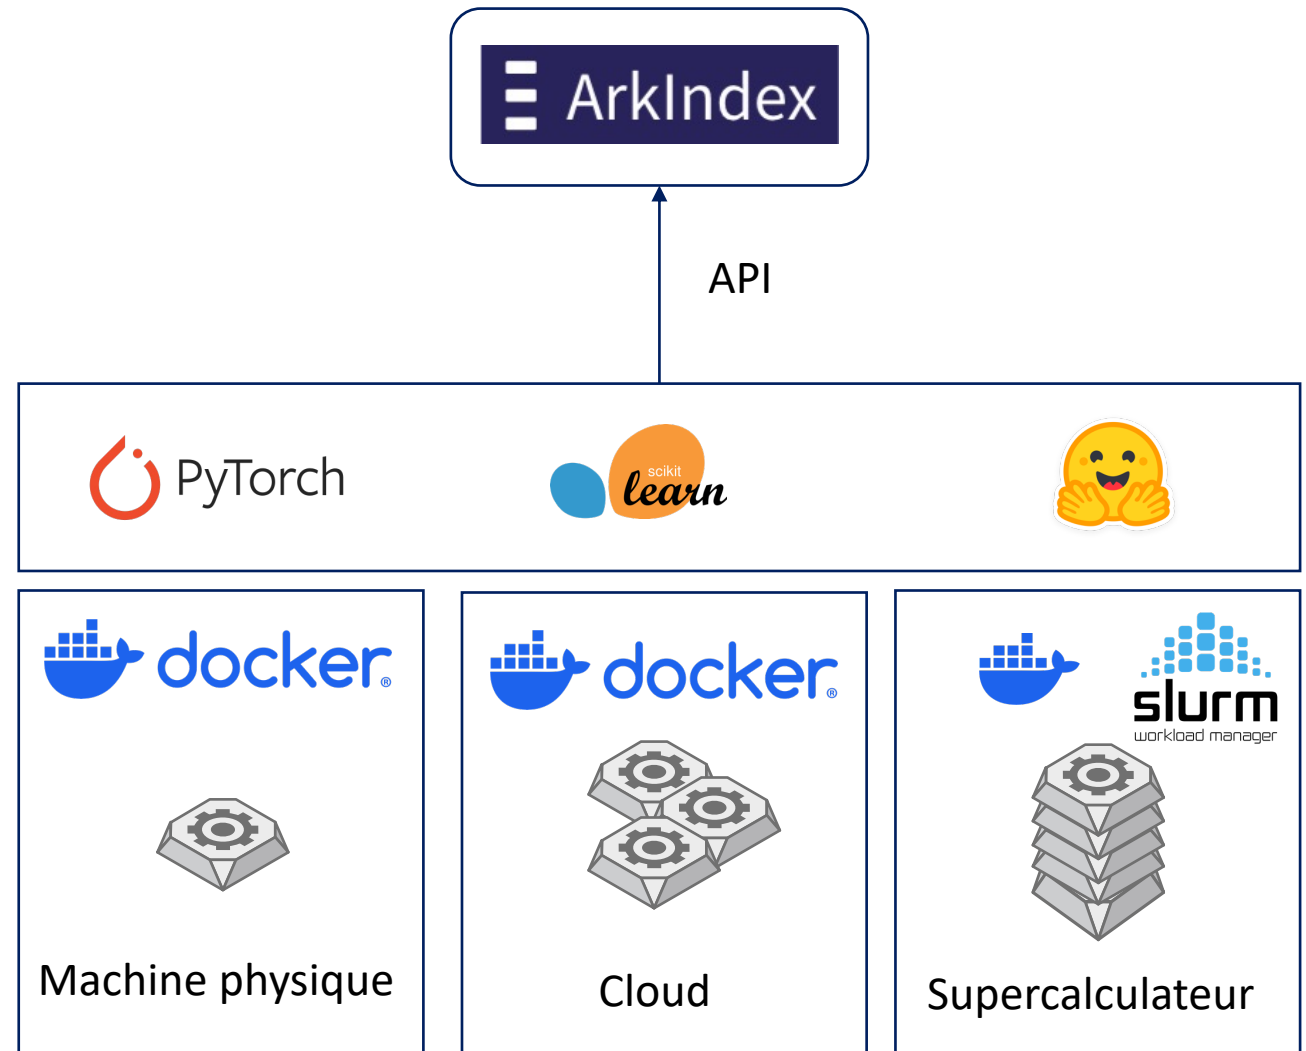 ArkIndex
API
PyTorch
scikit
learn
docker®
docker®
slurm
workload manager
Machine physique
Cloud
Supercalculateur